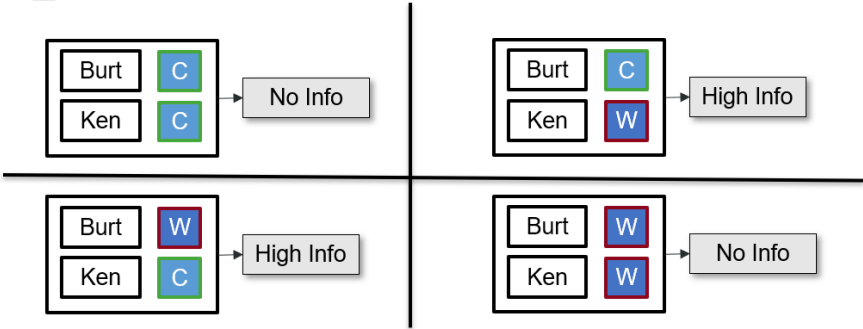 Burt C
Ken C
No Info
Burt C
Ken W
High Info
Burt W
Ken C
High Info
Burt W
Ken W
No Info